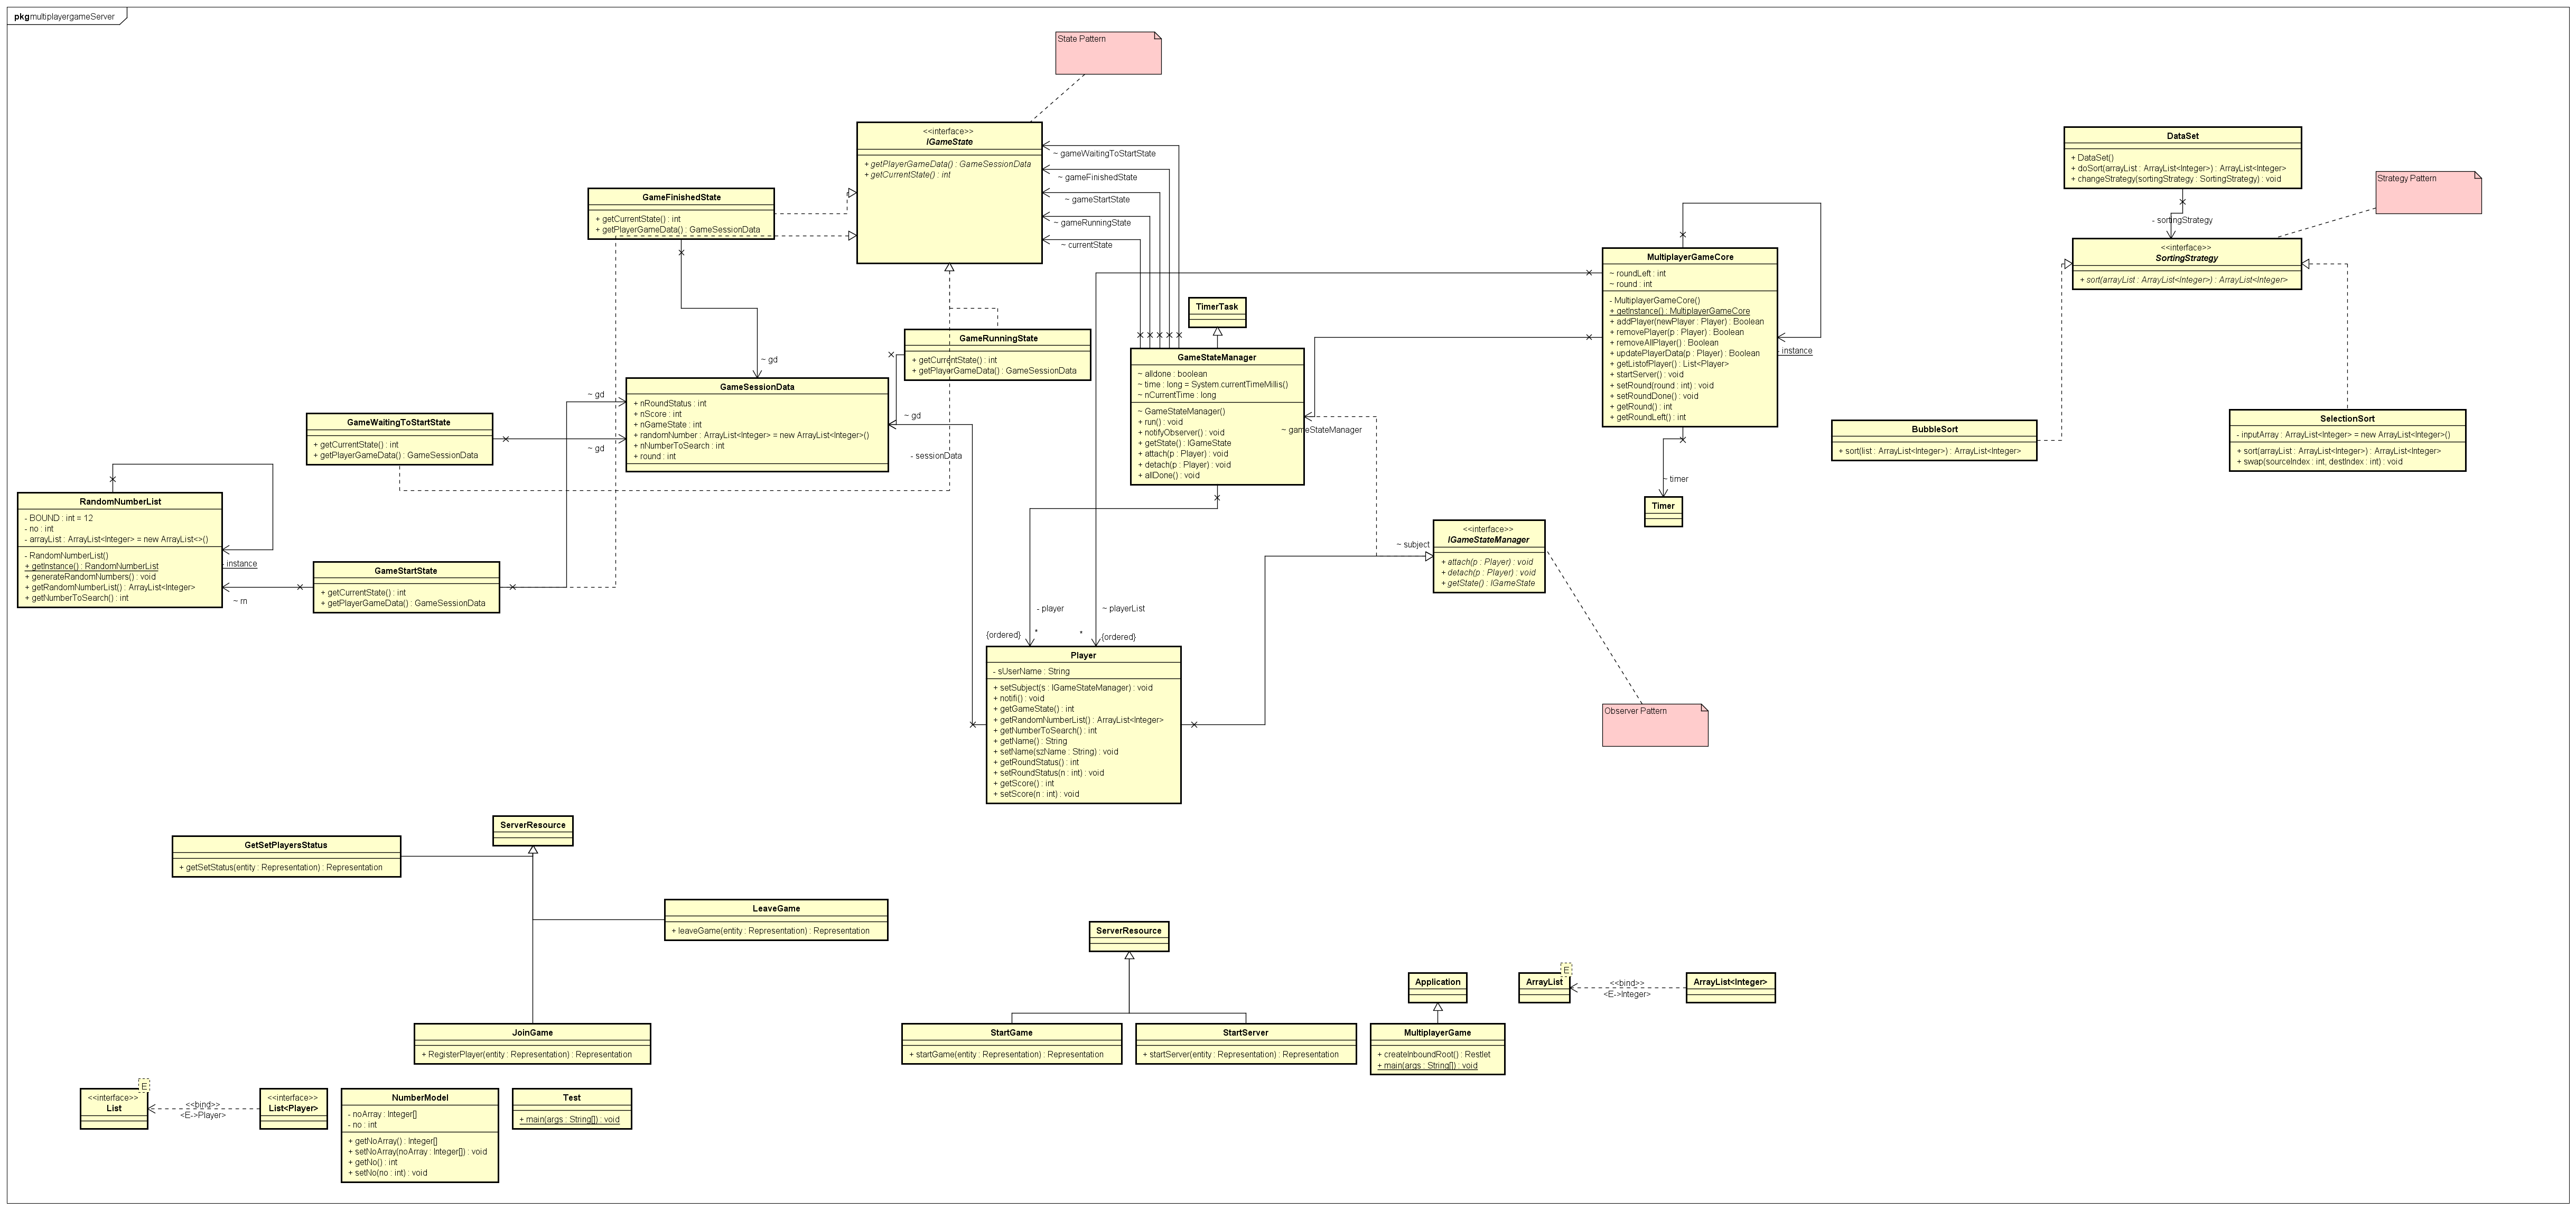 pkg multiplayergameServer
State Pattern
<<interface>>
IGameState
+ getPlayerGameData() : GameSessionData
+ getCurrentState() : int
~ gameWaitingToStartState
~ gameFinishedState
~ gameStartState
~ gameRunningState
~ currentState
GameFinishedState
+ getCurrentState() : int
+ getPlayerGameData() : GameSessionData
TimerTask
GameRunningState
+ getCurrentState() : int
+ getPlayerGameData() : GameSessionData
~ gd
GameSessionData
+ nRoundStatus : int
+ nScore : int
+ nGameState : int
+ randomNumber : ArrayList<Integer> = new ArrayList<Integer>()
+ nNumberToSearch : int
+ round : int
~ gd
~ gd
~ gd
- sessionData
GameWaitingToStartState
+ getCurrentState() : int
+ getPlayerGameData() : GameSessionData
RandomNumberList
- BOUND : int = 12
- no : int
- arrayList : ArrayList<Integer> = new ArrayList<>()
- RandomNumberList()
+ getInstance() : RandomNumberList
+ generateRandomNumbers() : void
+ getRandomNumberList() : ArrayList<Integer>
+ getNumberToSearch() : int
- instance
~ rn
GameStartState
+ getCurrentState() : int
+ getPlayerGameData() : GameSessionData
GameStateManager
~ alldone : boolean
~ time : long = System.currentTimeMillis()
~ nCurrentTime : long
~ GameStateManager()
+ run() : void
+ notifyObserver() : void
+ getState() : IGameState
+ attach(p : Player) : void
+ detach(p : Player) : void
+ allDone() : void
~ gameStateManager
MultiplayerGameCore
~ roundLeft : int
~ round : int
- MultiplayerGameCore()
+ getInstance() : MultiplayerGameCore
+ addPlayer(newPlayer : Player) : Boolean
+ removePlayer(p : Player) : Boolean
+ removeAllPlayer() : Boolean
+ updatePlayerData(p : Player) : Boolean
+ getListofPlayer() : List<Player>
+ startServer() : void
+ setRound(round : int) : void
+ setRoundDone() : void
+ getRound() : int
+ getRoundLeft() : int
- instance
~ timer
Timer
DataSet
+ DataSet()
+ doSort(arrayList : ArrayList<Integer>) : ArrayList<Integer>
+ changeStrategy(sortingStrategy : SortingStrategy) : void
- sortingStrategy
Strategy Pattern
<<interface>>
SortingStrategy
+ sort(arrayList : ArrayList<Integer>) : ArrayList<Integer>
BubbleSort
+ sort(list : ArrayList<Integer>) : ArrayList<Integer>
SelectionSort
- inputArray : ArrayList<Integer> = new ArrayList<Integer>()
+ sort(arrayList : ArrayList<Integer>) : ArrayList<Integer>
+ swap(sourceIndex : int, destIndex : int) : void
~ subject
<<interface>>
IGameStateManager
+ attach(p : Player) : void
+ detach(p : Player) : void
+ getState() : IGameState
Observer Pattern
- player
~ playerList
{ordered}
*
*
{ordered}
Player
- sUserName : String
+ setSubject(s : IGameStateManager) : void
+ notifi() : void
+ getGameState() : int
+ getRandomNumberList() : ArrayList<Integer>
+ getNumberToSearch() : int
+ getName() : String
+ setName(szName : String) : void
+ getRoundStatus() : int
+ setRoundStatus(n : int) : void
+ getScore() : int
+ setScore(n : int) : void
ServerResource
GetSetPlayersStatus
+ getSetStatus(entity : Representation) : Representation
LeaveGame
+ leaveGame(entity : Representation) : Representation
JoinGame
+ RegisterPlayer(entity : Representation) : Representation
ServerResource
StartGame
+ startGame(entity : Representation) : Representation
StartServer
+ startServer(entity : Representation) : Representation
Application
MultiplayerGame
+ createInboundRoot() : Restlet
+ main(args : String[]) : void
E
ArrayList
<<bind>>
<E->Integer>
ArrayList<Integer>
E
<<interface>>
List
<<bind>>
<E->Player>
<<interface>>
List<Player>
NumberModel
- noArray : Integer[]
- no : int
+ getNoArray() : Integer[]
+ setNoArray(noArray : Integer[]) : void
+ getNo() : int
+ setNo(no : int) : void
Test
+ main(args : String[]) : void